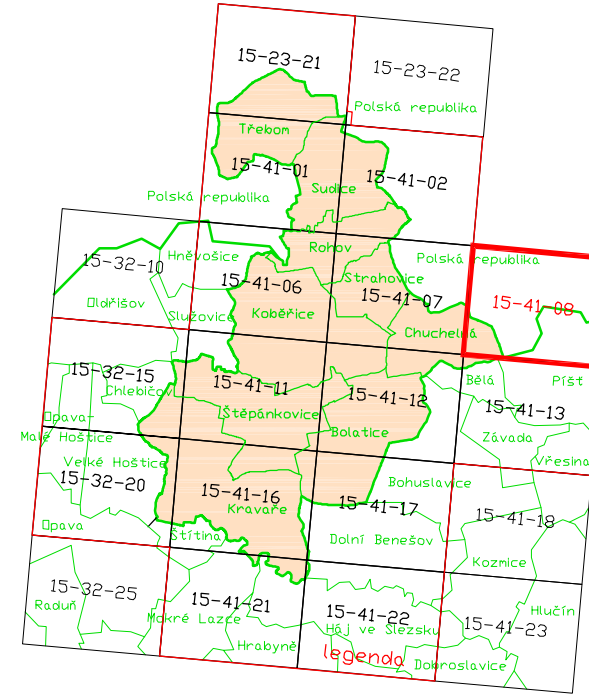 15-23-21
15-23-22
Polská republika
Třebom
15-41-01
Sudice
15-41-02
Polská republika
Rohov
Hněvošice
Polská republika
15-32-10
15-41-06
Strahovice
15-41-07
15-41-08
Oldřišov
Služovice
Kobeřice
Chuchelná
15-32-15
Chlebičov
15-41-11
15-41-12
Bělá
Píšť
Opava-
Malé Hoštice
Štěpánkovice
Bolatice
15-41-13
Závada
Velké Hoštice
Vřesina
15-32-20
15-41-16
Kravaře
Bohuslavice
15-41-17
15-41-18
Opava
Štítina
Dolní Benešov
Kozmice
15-32-25
Raduň
15-41-21
Mokré Lazce
15-41-22
Háj ve Slezsku
Hlučín
15-41-23
Hrabyně
legenda
Dobroslavice